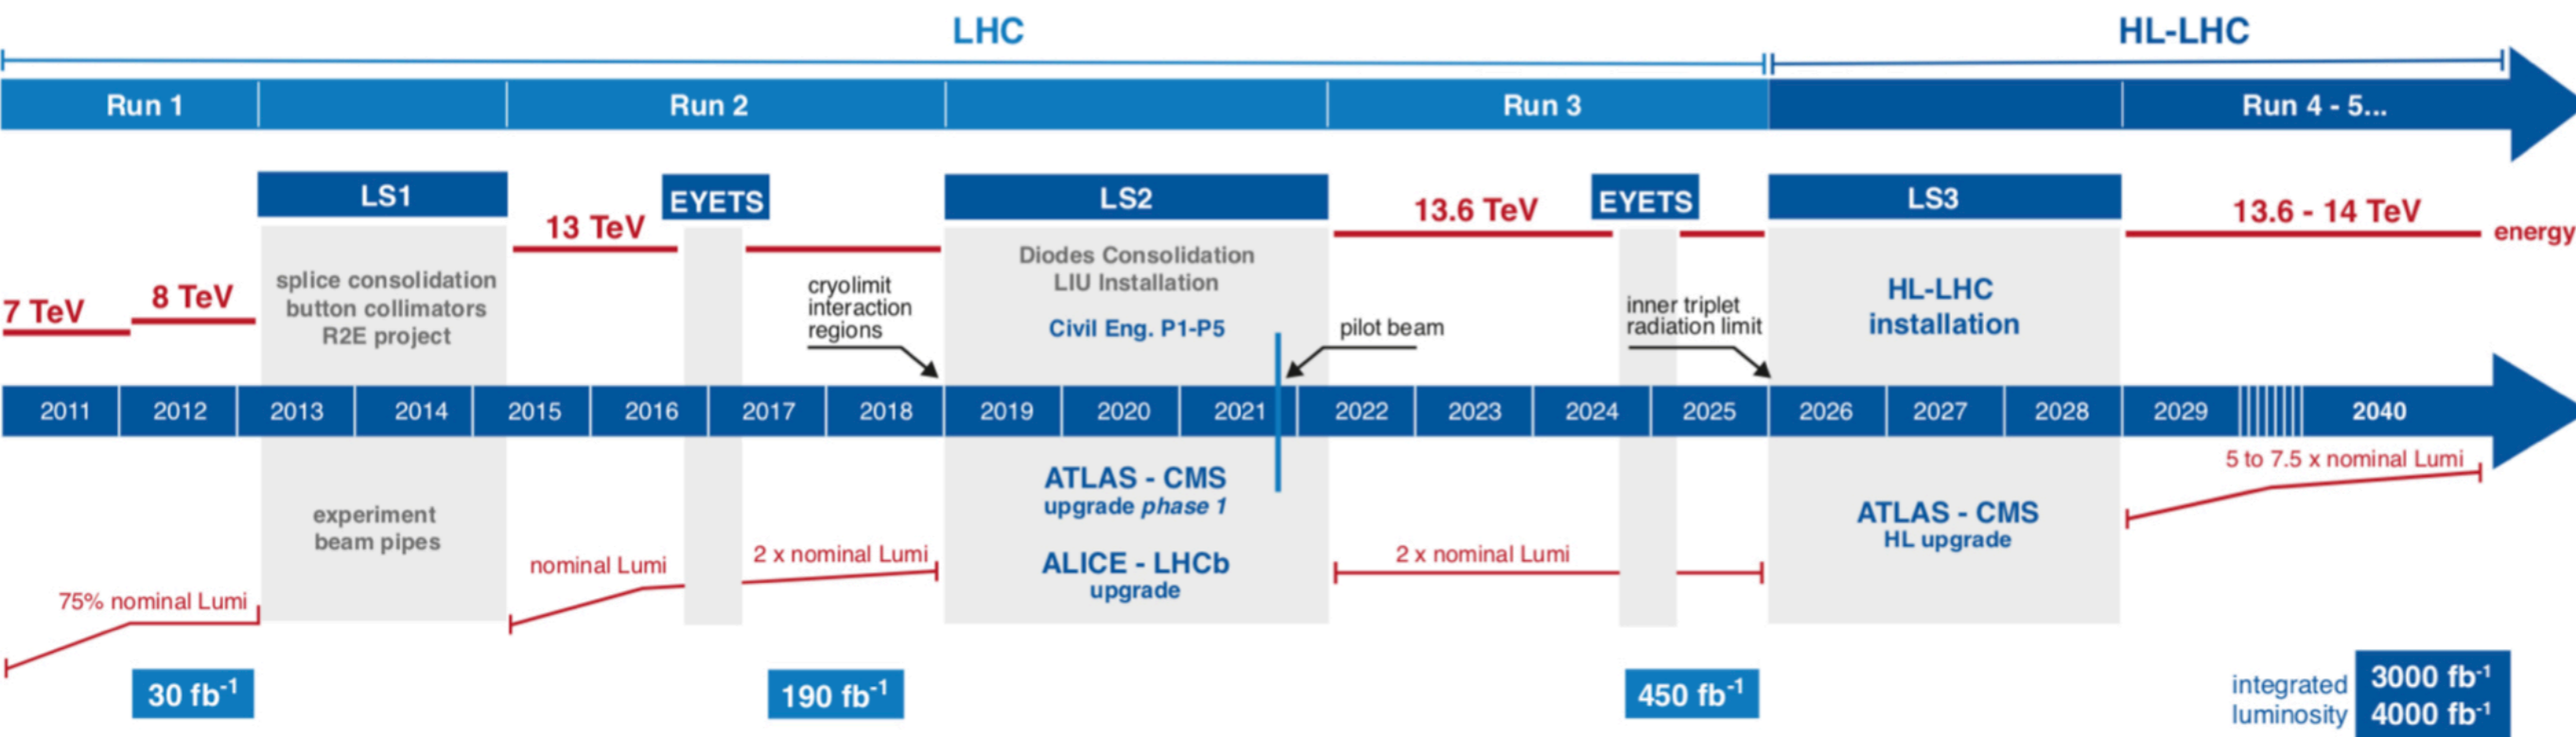 LHC
HL-LHC
Run 1
Run 2
Run 3
Run 4 - 5...
LS1
EYETS
LS2
EYETS
LS3
7 TeV
8 TeV
13 TeV
13.6 TeV
13.6 - 14 TeV
energy
splice consolidation
button collimators
R2E project
cryolimit
interaction
regions
Diodes Consolidation
LIU Installation
Civil Eng. P1-P5
pilot beam
inner triplet
radiation limit
HL-LHC
installation
2011
2012
2013
2014
2015
2016
2017
2018
2019
2020
2021
2022
2023
2024
2025
2026
2027
2028
2029
2040
experiment
beam pipes
ATLAS - CMS
upgrade phase 1
ALICE - LHCb
upgrade
ATLAS - CMS
HL upgrade
75% nominal Lumi
nominal Lumi
2 x nominal Lumi
2 x nominal Lumi
5 to 7.5 x nominal Lumi
30 fb⁻¹
190 fb⁻¹
450 fb⁻¹
integrated
luminosity
3000 fb⁻¹
4000 fb⁻¹